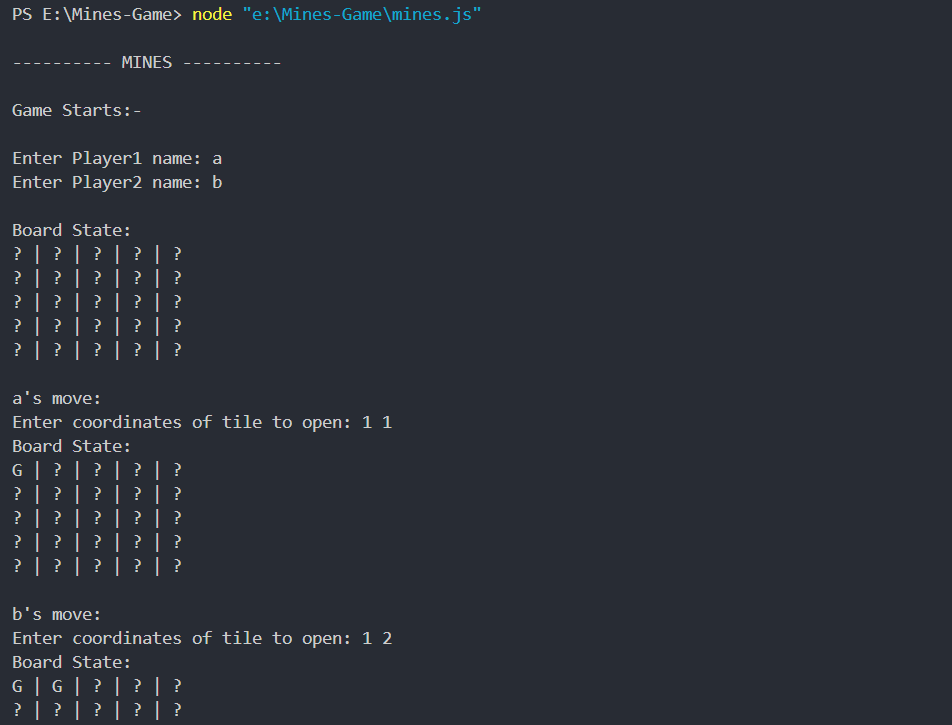 PS E:\Mines-Game> node "e:\Mines-Game\mines.js"
---------- MINES ----------
Game Starts:-
Enter Player1 name: a
Enter Player2 name: b
Board State:
? | ? | ? | ? | ?
? | ? | ? | ? | ?
? | ? | ? | ? | ?
? | ? | ? | ? | ?
? | ? | ? | ? | ?
a's move:
Enter coordinates of tile to open: 1 1
Board State:
G | ? | ? | ? | ?
? | ? | ? | ? | ?
? | ? | ? | ? | ?
? | ? | ? | ? | ?
? | ? | ? | ? | ?
b's move:
Enter coordinates of tile to open: 1 2
Board State:
G | G | ? | ? | ?
? | ? | ? | ? | ?